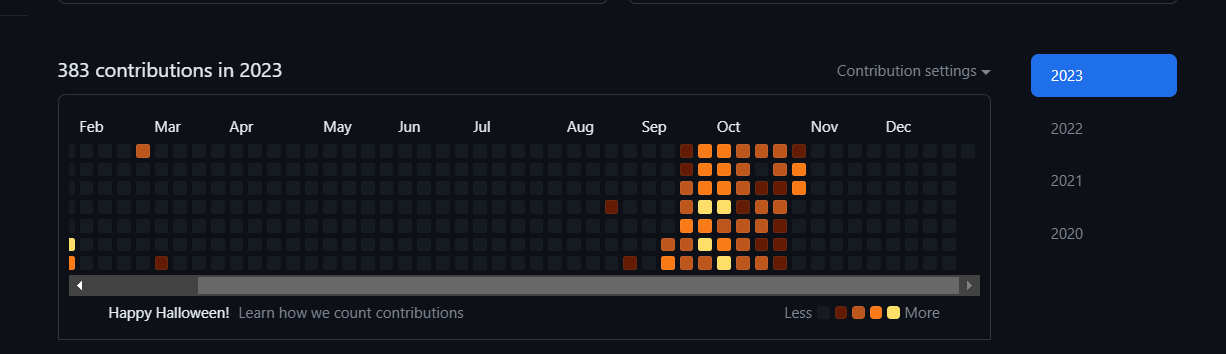 383 contributions in 2023
Contribution settings
2023
Feb Mar Apr May Jun Jul Aug Sep Oct Nov Dec
2022
2021
2020
Happy Halloween! Learn how we count contributions
Less More